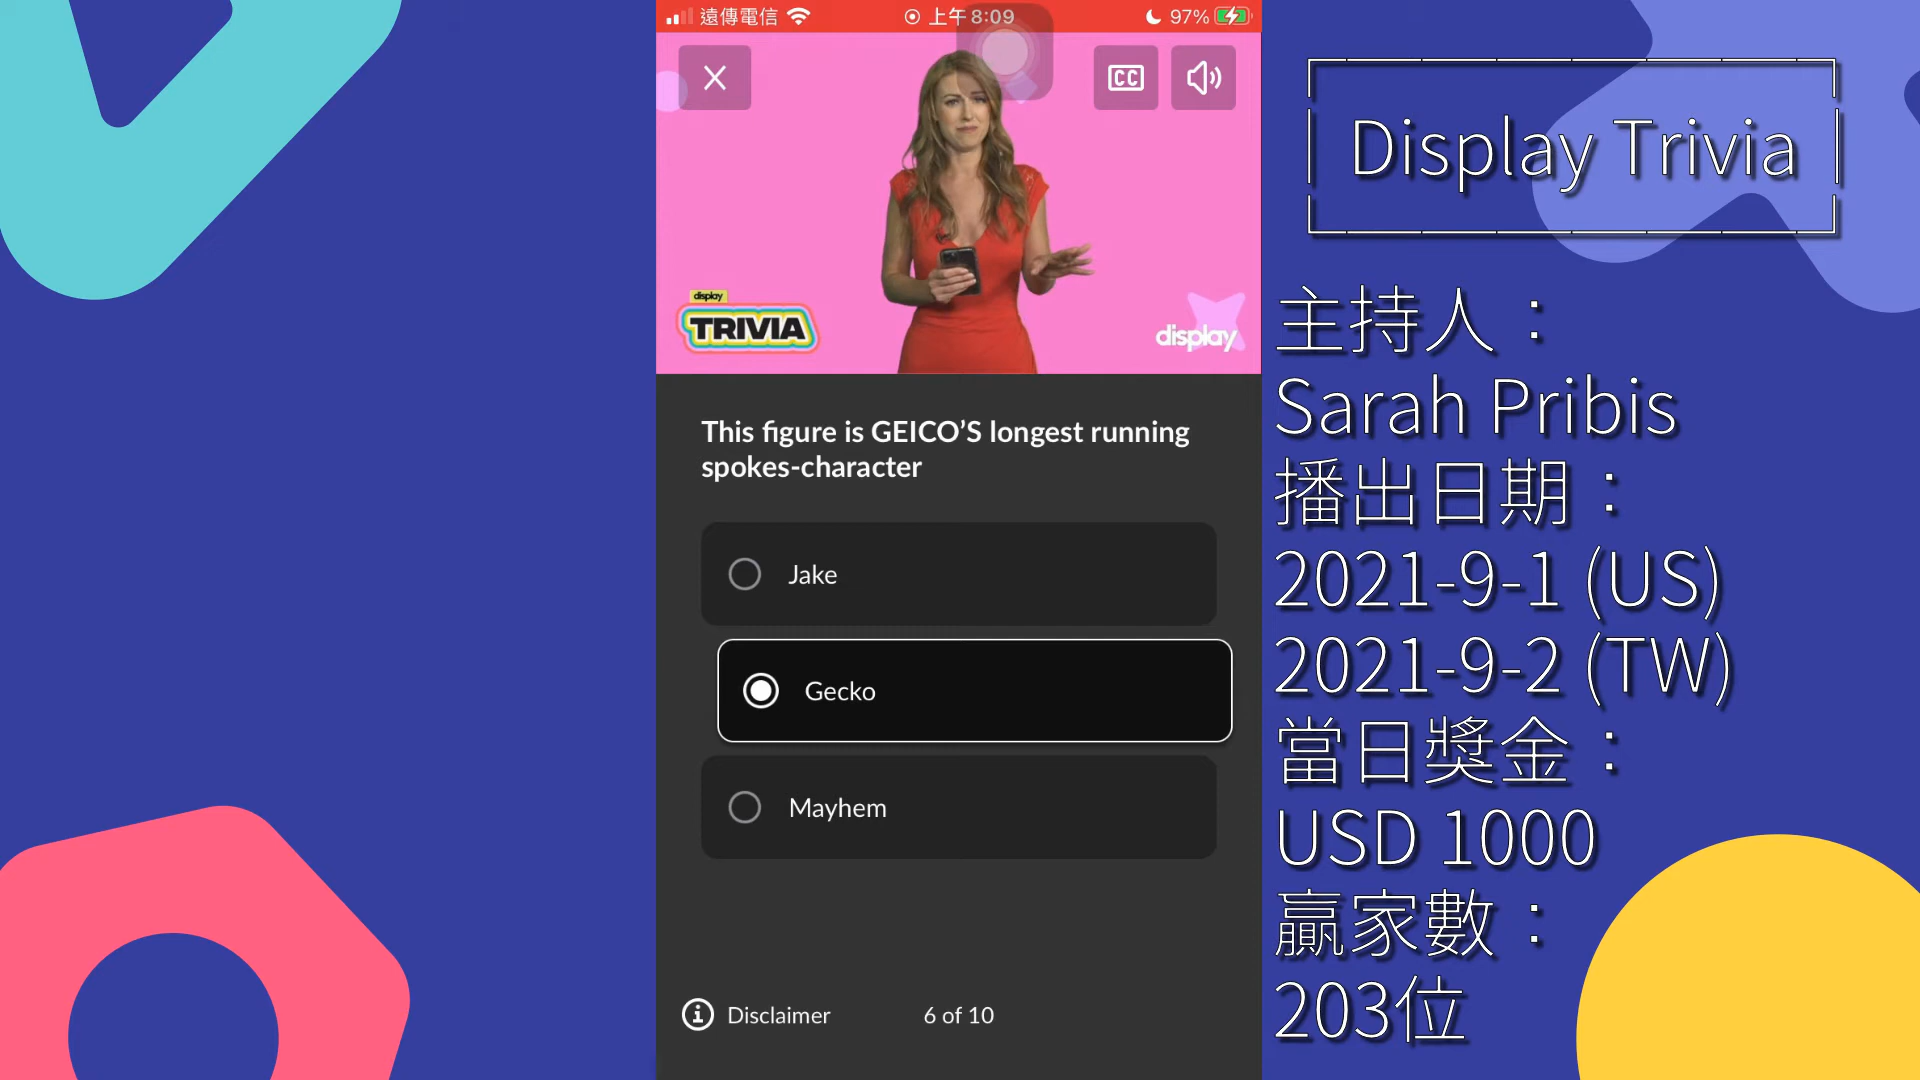 遠傳電信
上午8:09
97%
CC
display
TRIVIA
display
This figure is GEICO’S longest running
spokes-character
Jake
Gecko
Mayhem
Disclaimer
6 of 10
Display Trivia
主持人：
Sarah Pribis
播出日期：
2021-9-1 (US)
2021-9-2 (TW)
當日獎金：
USD 1000
贏家數：
203位